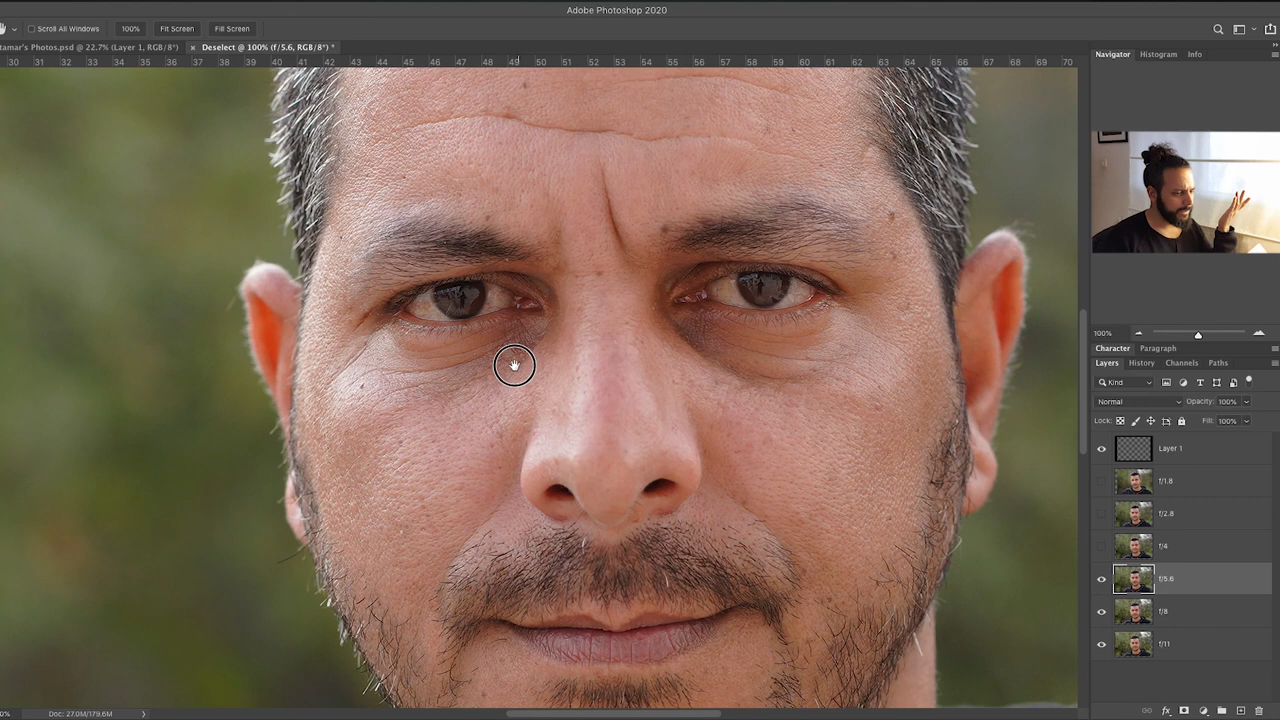 Adobe Photoshop 2020
Scroll All Windows 100% Fit Screen Fill Screen
tamar's Photos.psd @ 22.7% (Layer 1, RGB/8*) × Deselect @ 100% (f/5.6, RGB/8*) *
30 31 32 33 34 35 36 37 38 39 40 41 42 43 44 45 46 47 48 49 50 51 52 53 54 55 56 57 58 59 60 61 62 63 64 65 66 67 68 69 70
Navigator Histogram Info
100%
Character Paragraph
Layers History Channels Paths
Kind
Normal Opacity: 100%
Lock: Fill: 100%
Layer 1
f/1.8
f/2.8
f/4
f/5.6
f/8
f/11
0% Doc: 27.0M/179.6M